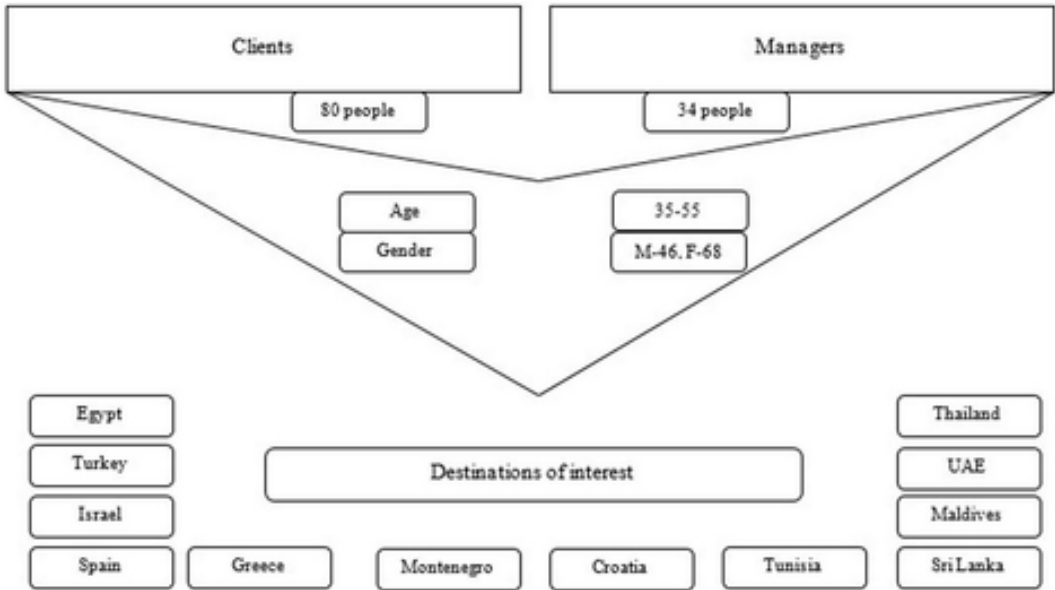 Clients
Managers
80 people
34 people
Age
35-55
Gender
M-46, F-68
Egypt
Thailand
Turkey
Destinations of interest
UAE
Israel
Maldives
Spain
Greece
Montenegro
Croatia
Tunisia
Sri Lanka